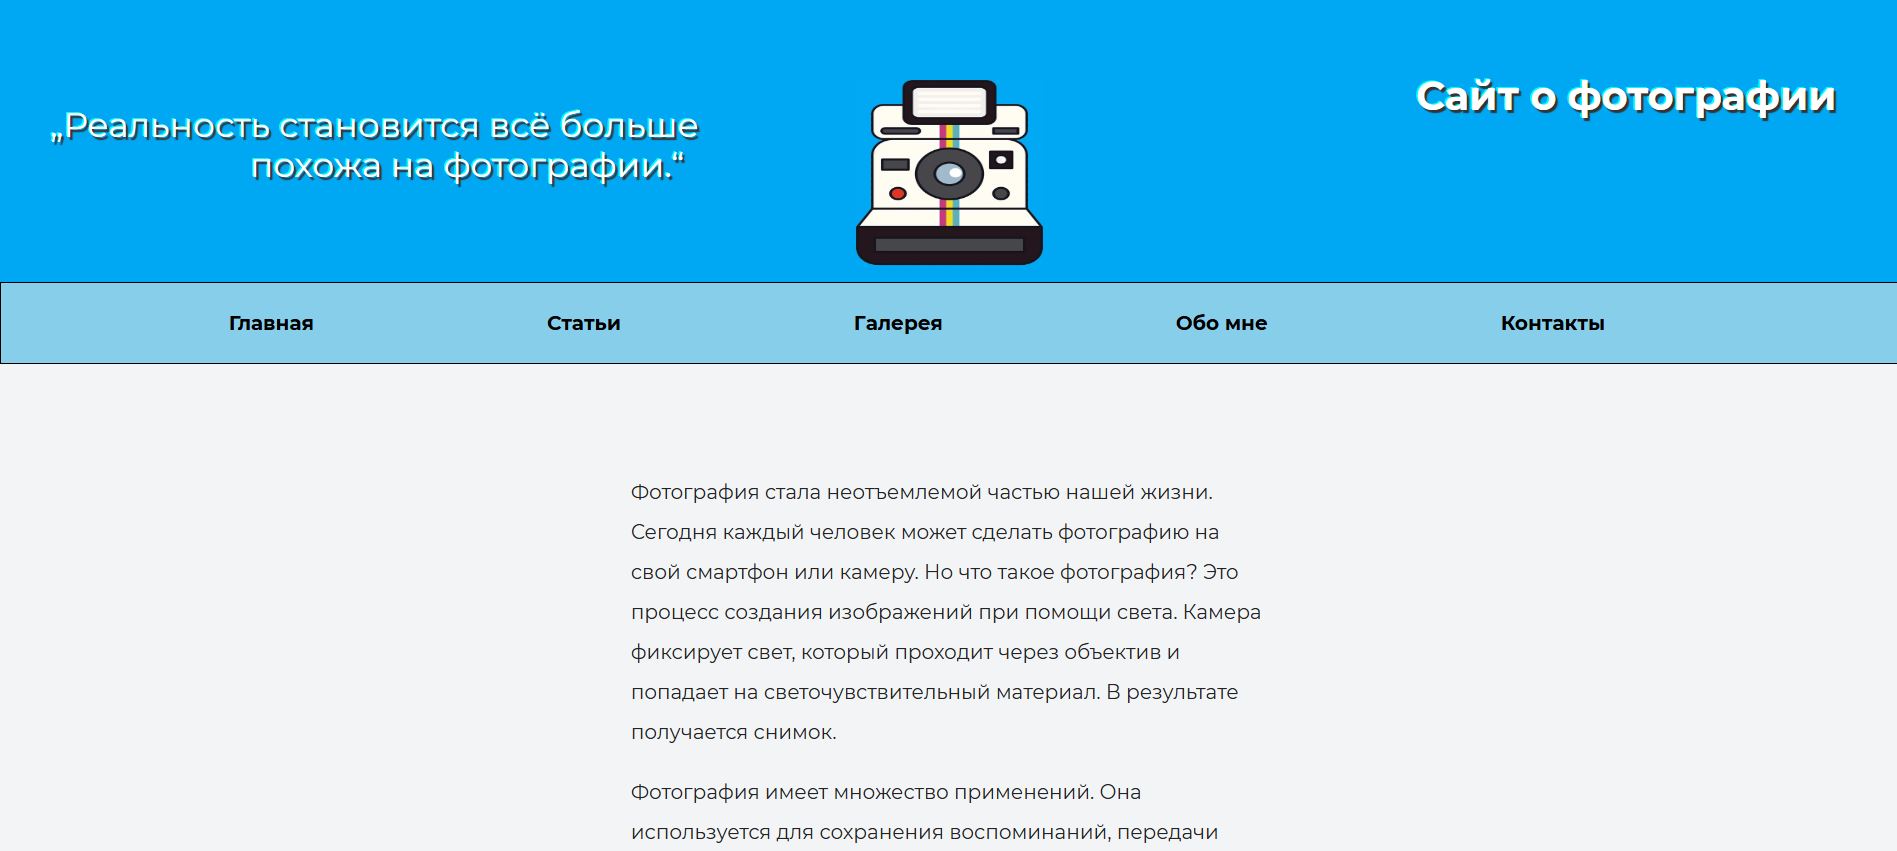 „Реальность становится всё больше
похожа на фотографии.“
Сайт о фотографии
Главная Статьи Галерея Обо мне Контакты
Фотография стала неотъемлемой частью нашей жизни.
Сегодня каждый человек может сделать фотографию на
свой смартфон или камеру. Но что такое фотография? Это
процесс создания изображений при помощи света. Камера
фиксирует свет, который проходит через объектив и
попадает на светочувствительный материал. В результате
получается снимок.
Фотография имеет множество применений. Она
используется для сохранения воспоминаний, передачи